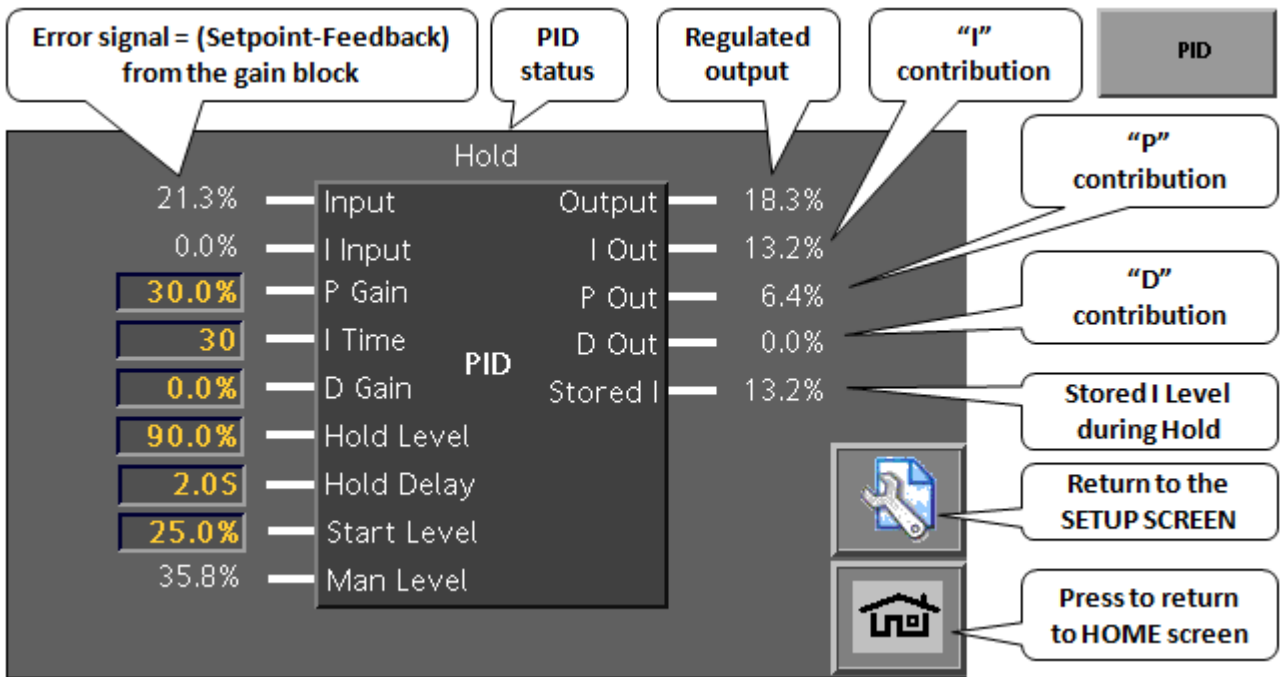 Error signal = (Setpoint-Feedback)
from the gain block
PID
status
Regulated
output
“I”
contribution
PID
“P”
contribution
“D”
contribution
Stored I Level
during Hold
Return to the
SETUP SCREEN
Press to return
to HOME screen
Hold
21.3% Input Output 18.3%
0.0% I Input I Out 13.2%
30.0% P Gain P Out 6.4%
30 I Time D Out 0.0%
PID
0.0% D Gain Stored I 13.2%
90.0% Hold Level
2.0S Hold Delay
25.0% Start Level
35.8% Man Level